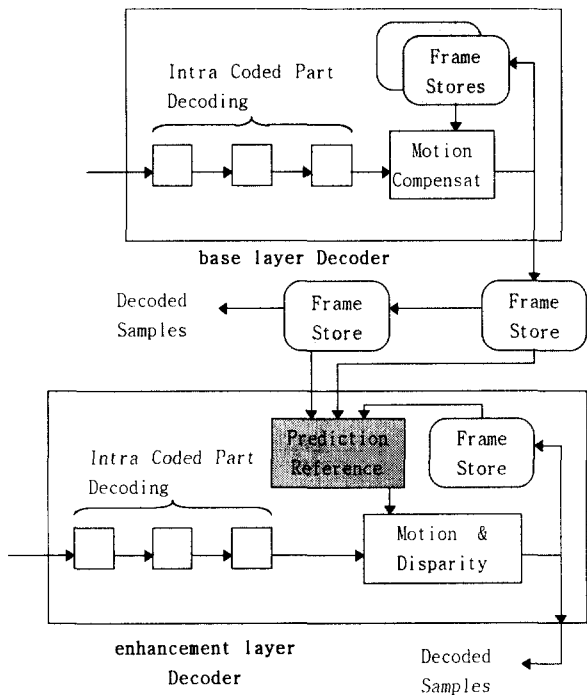 Frame
Stores
Intra Coded Part
Decoding
Motion
Compensat
base layer Decoder
Decoded
Samples
Frame
Store
Frame
Store
Prediction
Reference
Frame
Store
Intra Coded Part
Decoding
Motion &
Disparity
enhancement layer
Decoder
Decoded
Samples